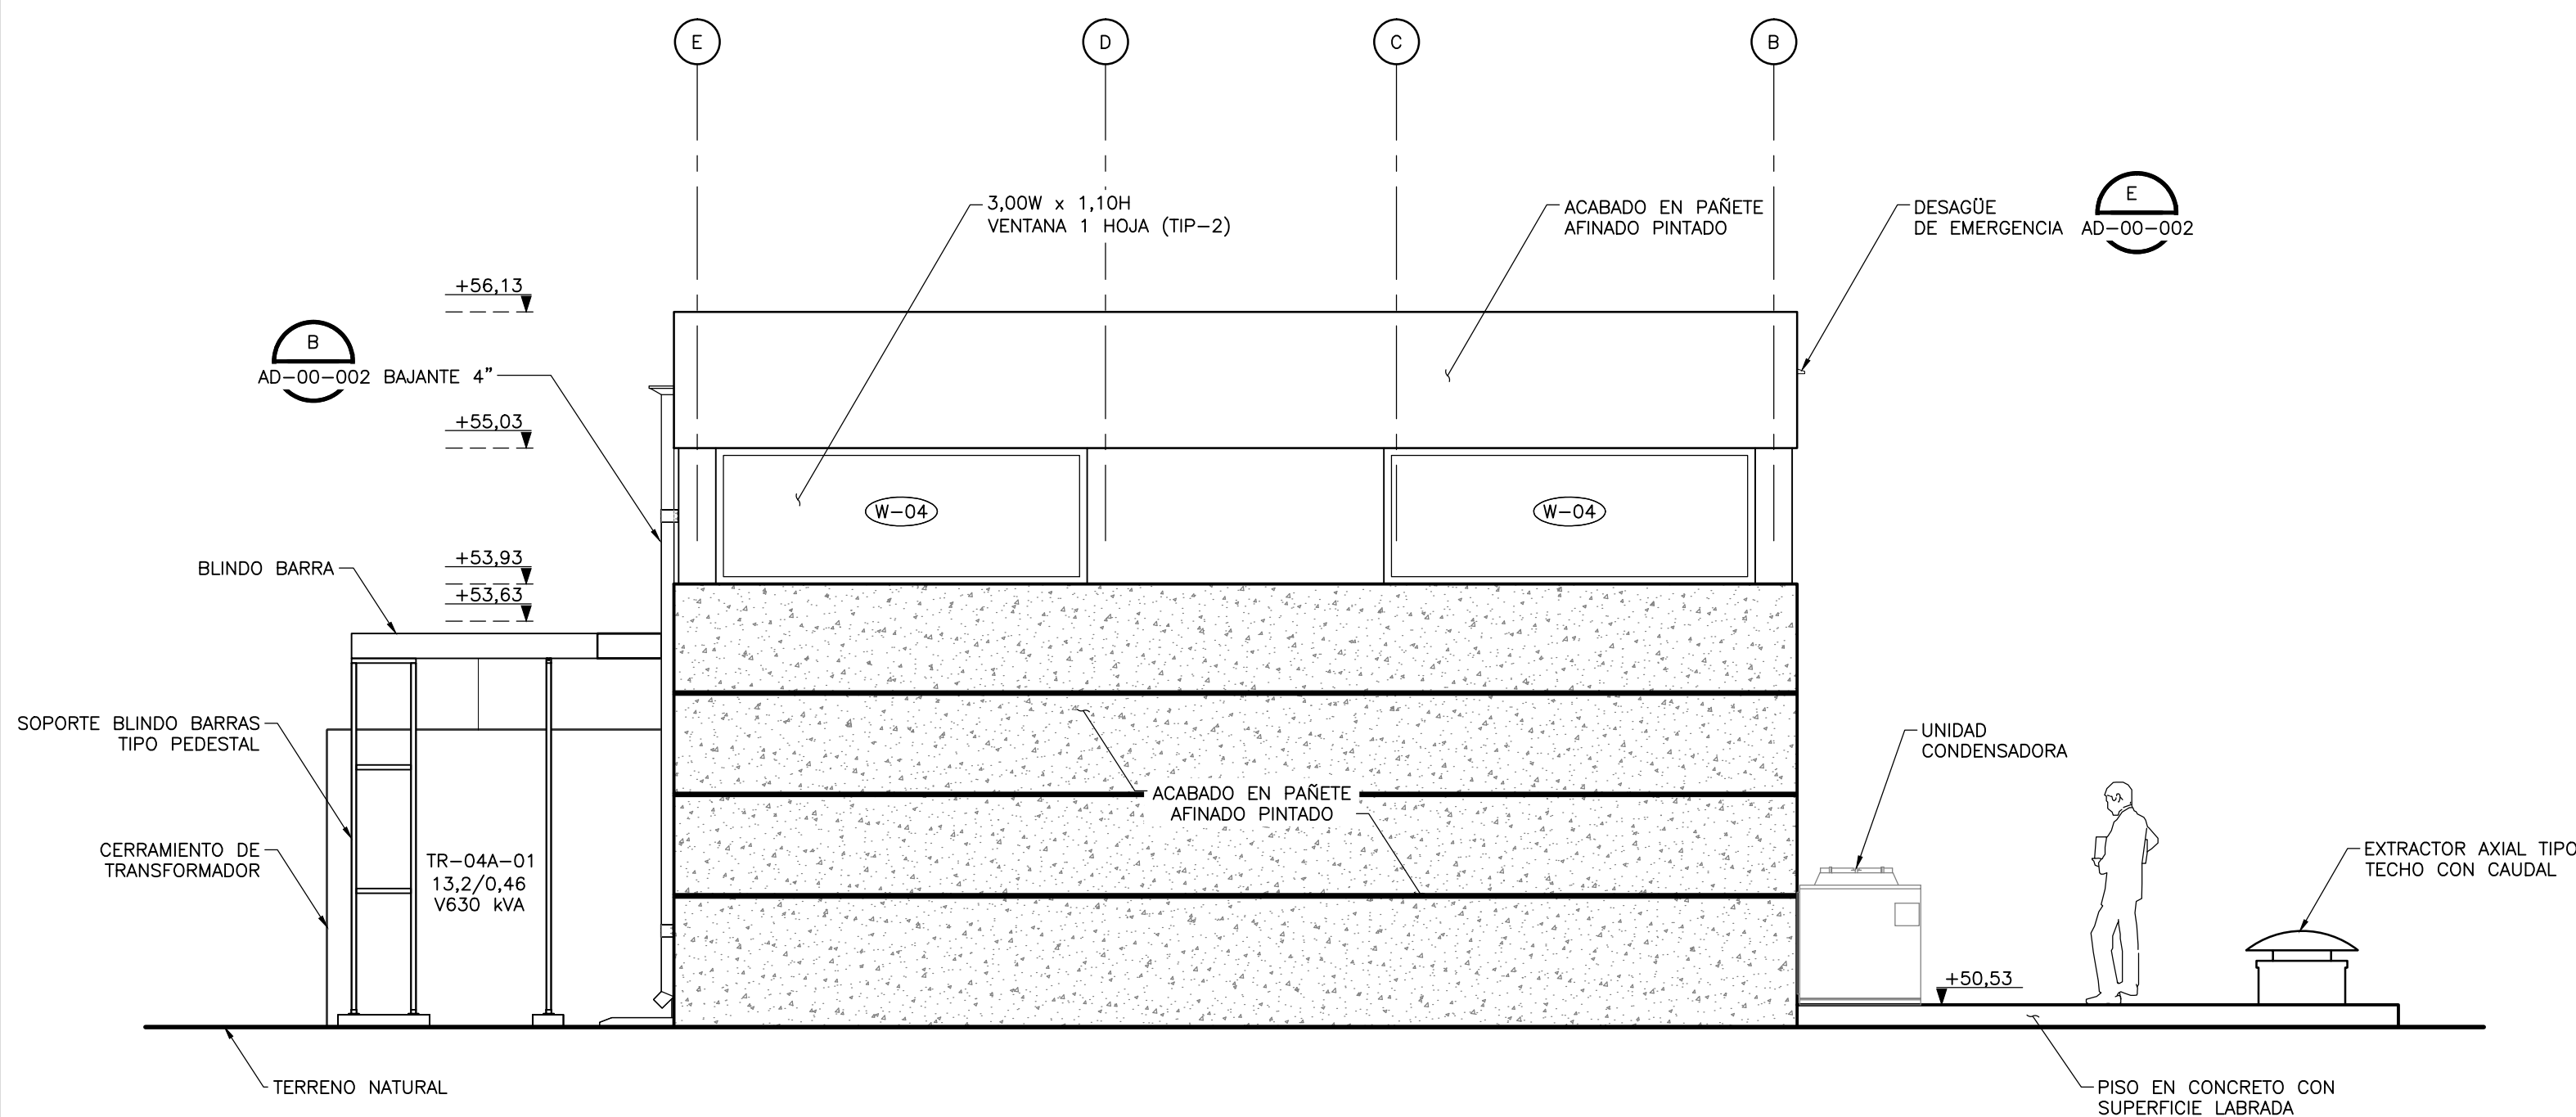 E
D
C
B
3,00W x 1,10H
VENTANA 1 HOJA (TIP-2)
ACABADO EN PAÑETE
AFINADO PINTADO
DESAGÜE
DE EMERGENCIA
E
AD-00-002
+56,13
B
AD-00-002
BAJANTE 4"
+55,03
W-04
W-04
+53,93
BLINDO BARRA
+53,63
SOPORTE BLINDO BARRAS
TIPO PEDESTAL
UNIDAD
CONDENSADORA
ACABADO EN PAÑETE
AFINADO PINTADO
CERRAMIENTO DE
TRANSFORMADOR
TR-04A-01
13,2/0,46
V630 kVA
EXTRACTOR AXIAL TIPO
TECHO CON CAUDAL
+50,53
TERRENO NATURAL
PISO EN CONCRETO CON
SUPERFICIE LABRADA